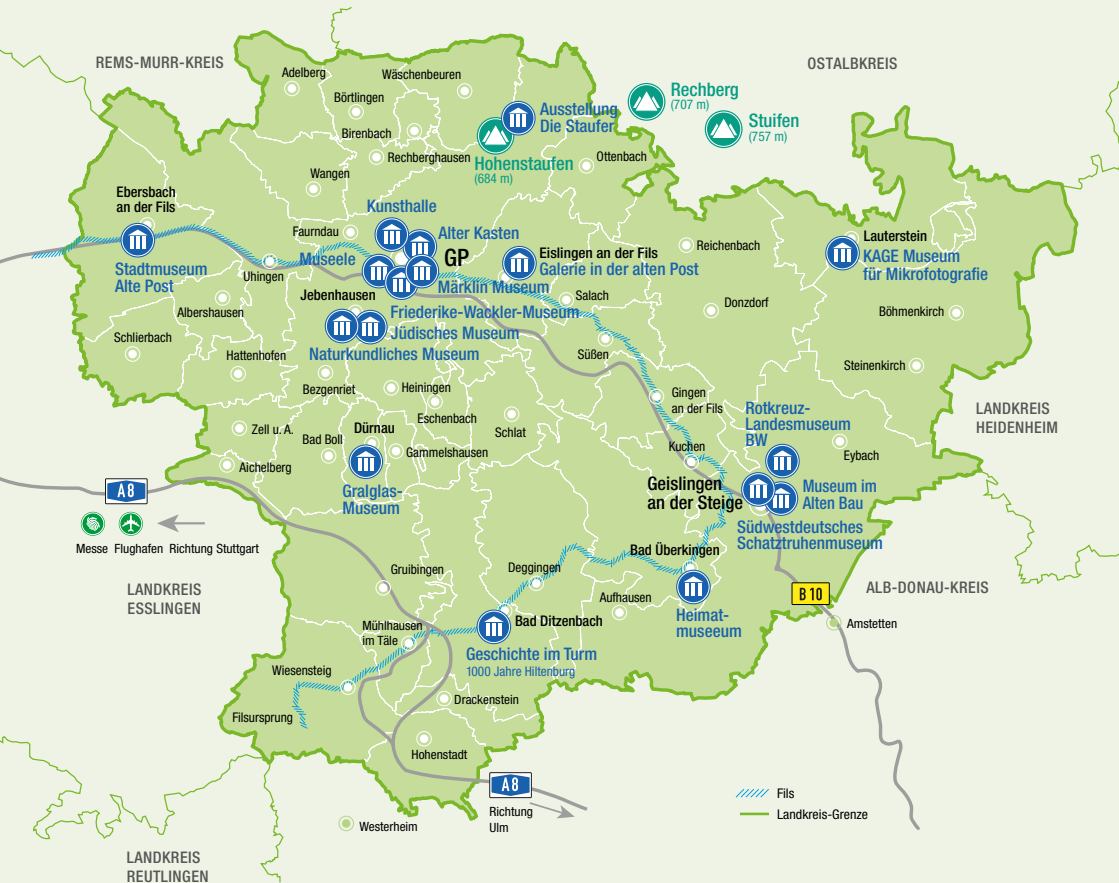 REMS-MURR-KREIS
OSTALBKREIS
Adelberg
Wäschenbeuren
Börtlingen
Birenbach
Rechberghausen
Wangen
Ausstellung
Die Staufer
Hohenstaufen
(684 m)
Ottenbach
Rechberg
(707 m)
Stuifen
(757 m)
Ebersbach
an der Fils
Stadtmuseum
Alte Post
Uhingen
Faurndau
Kunsthalle
Alter Kasten
Museele
GP
Märklin Museum
Eislingen an der Fils
Galerie in der alten Post
Reichenbach
Lauterstein
KAGE Museum
für Mikrofotografie
Albershausen
Jebenhausen
Friederike-Wackler-Museum
Jüdisches Museum
Naturkundliches Museum
Salach
Donzdorf
Böhmenkirch
Schlierbach
Hattenhofen
Süßen
Steinenkirch
Bezgenriet
Heiningen
Eschenbach
Gingen
an der Fils
Rotkreuz-
Landesmuseum
BW
LANDKREIS
HEIDENHEIM
Zell u. A.
Bad Boll
Dürnau
Gammelshausen
Schlat
Kuchen
Eybach
Aichelberg
Gralglas-
Museum
Geislingen
an der Steige
Museum im
Alten Bau
Südwestdeutsches
Schatztruhenmuseum
A8
Messe
Flughafen
Richtung Stuttgart
LANDKREIS
ESSLINGEN
Gruibingen
Deggingen
Bad Überkingen
Aufhausen
Heimat-
museeum
B 10
ALB-DONAU-KREIS
Amstetten
Mühlhausen
im Täle
Bad Ditzenbach
Geschichte im Turm
1000 Jahre Hiltenburg
Wiesensteig
Filsursprung
Drackenstein
Hohenstadt
A8
Richtung
Ulm
Westerheim
Fils
Landkreis-Grenze
LANDKREIS
REUTLINGEN